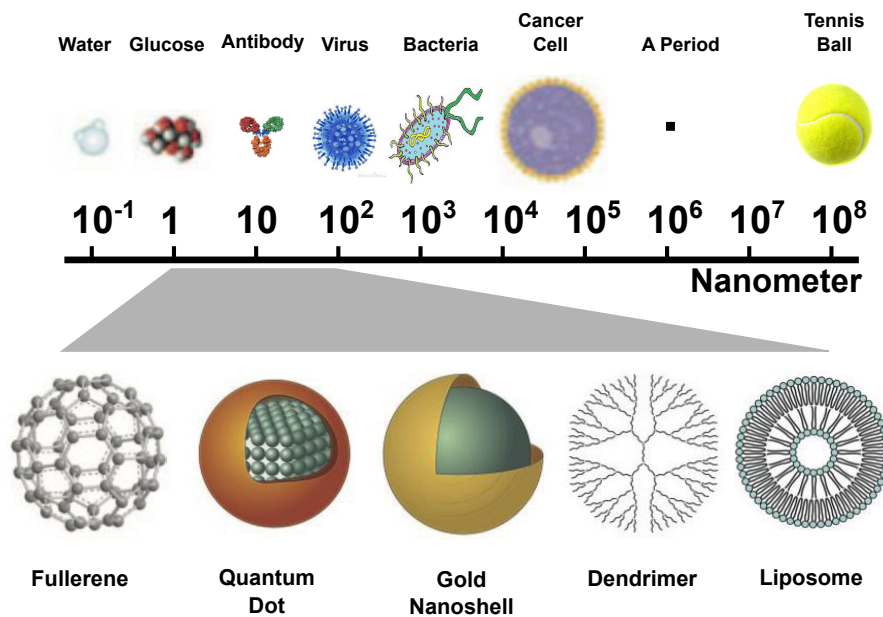 Water Glucose Antibody Virus Bacteria Cancer Cell A Period Tennis Ball
10⁻¹ 1 10 10² 10³ 10⁴ 10⁵ 10⁶ 10⁷ 10⁸
Nanometer
Fullerene Quantum Dot Gold Nanoshell Dendrimer Liposome